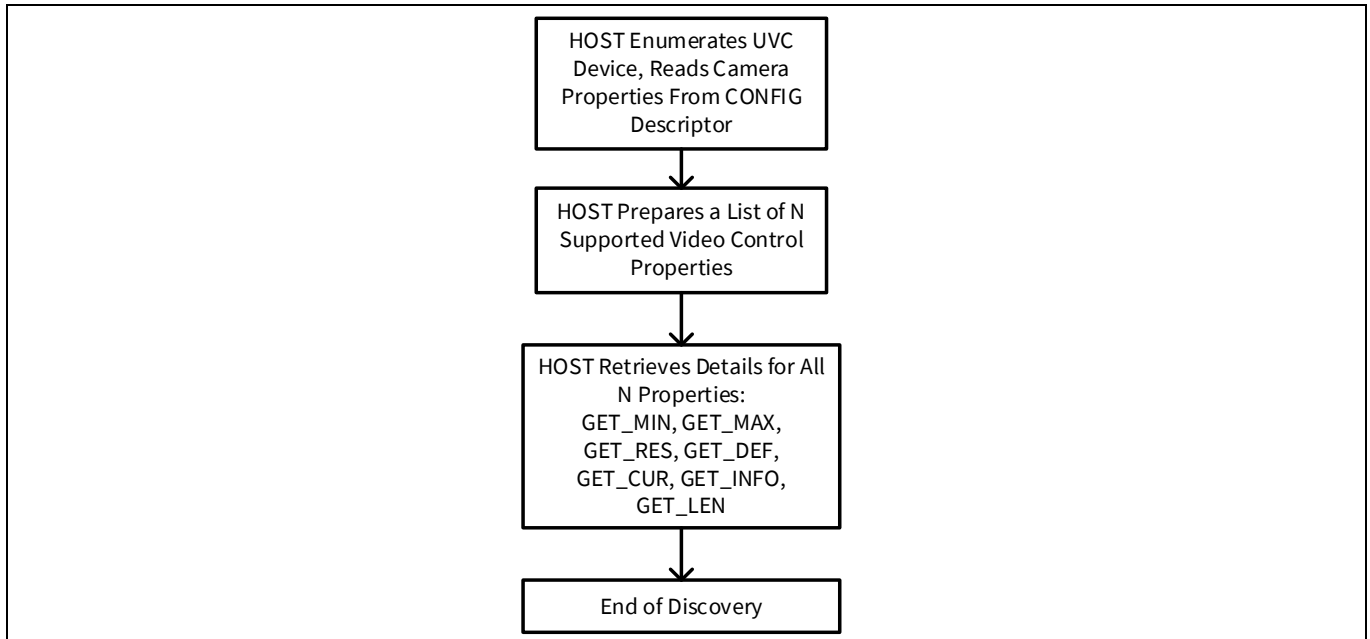 HOST Enumerates UVC
Device, Reads Camera
Properties From CONFIG
Descriptor
HOST Prepares a List of N
Supported Video Control
Properties
HOST Retrieves Details for All
N Properties:
GET_MIN, GET_MAX,
GET_RES, GET_DEF,
GET_CUR, GET_INFO,
GET_LEN
End of Discovery